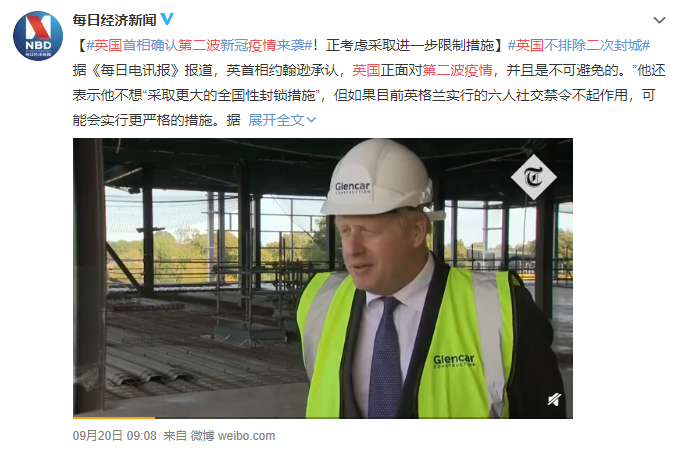 每日经济新闻
【#英国首相确认第二波新冠疫情来袭#！正考虑采取进一步限制措施】#英国不排除二次封城#
据《每日电讯报》报道，英首相约翰逊承认，英国正面对第二波疫情，并且是不可避免的。”他还
表示他不想“采取更大的全国性封锁措施”，但如果目前英格兰实行的六人社交禁令不起作用，可
能会实行更严格的措施。据 展开全文
NBD
每日经济新闻
Glencar
CONSTRUCTION
Glencar
CONSTRUCTION
09月20日 09:08 来自 微博 weibo.com